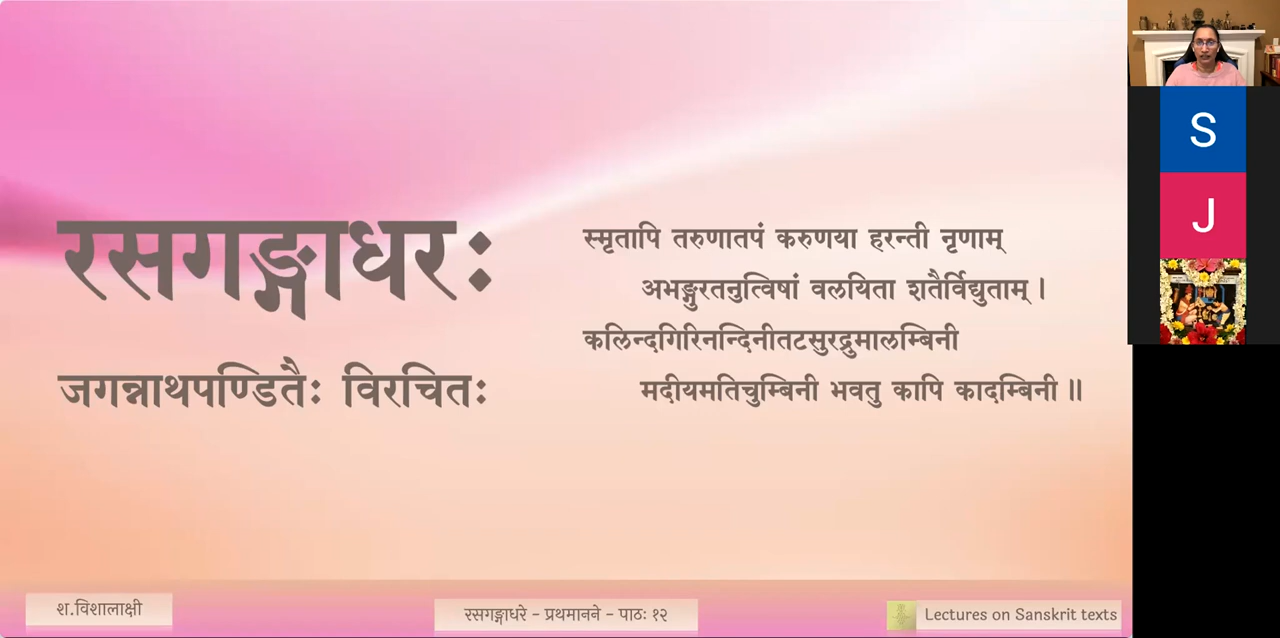 रसगङ्गाधरः
जगन्नाथपण्डितैः विरचितः
स्मृतापि तरुणातपं करुणया हरन्ती नृणाम्
अभङ्गुरतनुत्विषां वलयिता शतैर्विद्युताम् ।
कलिन्दगिरिनन्दिनीतटसुरद्रुमालम्बिनी
मदीयमतिचुम्बिनी भवतु कापि कादम्बिनी ॥
श.विशालाक्षी
रसगङ्गाधरे - प्रथमानने - पाठः १२
Lectures on Sanskrit texts
S
J